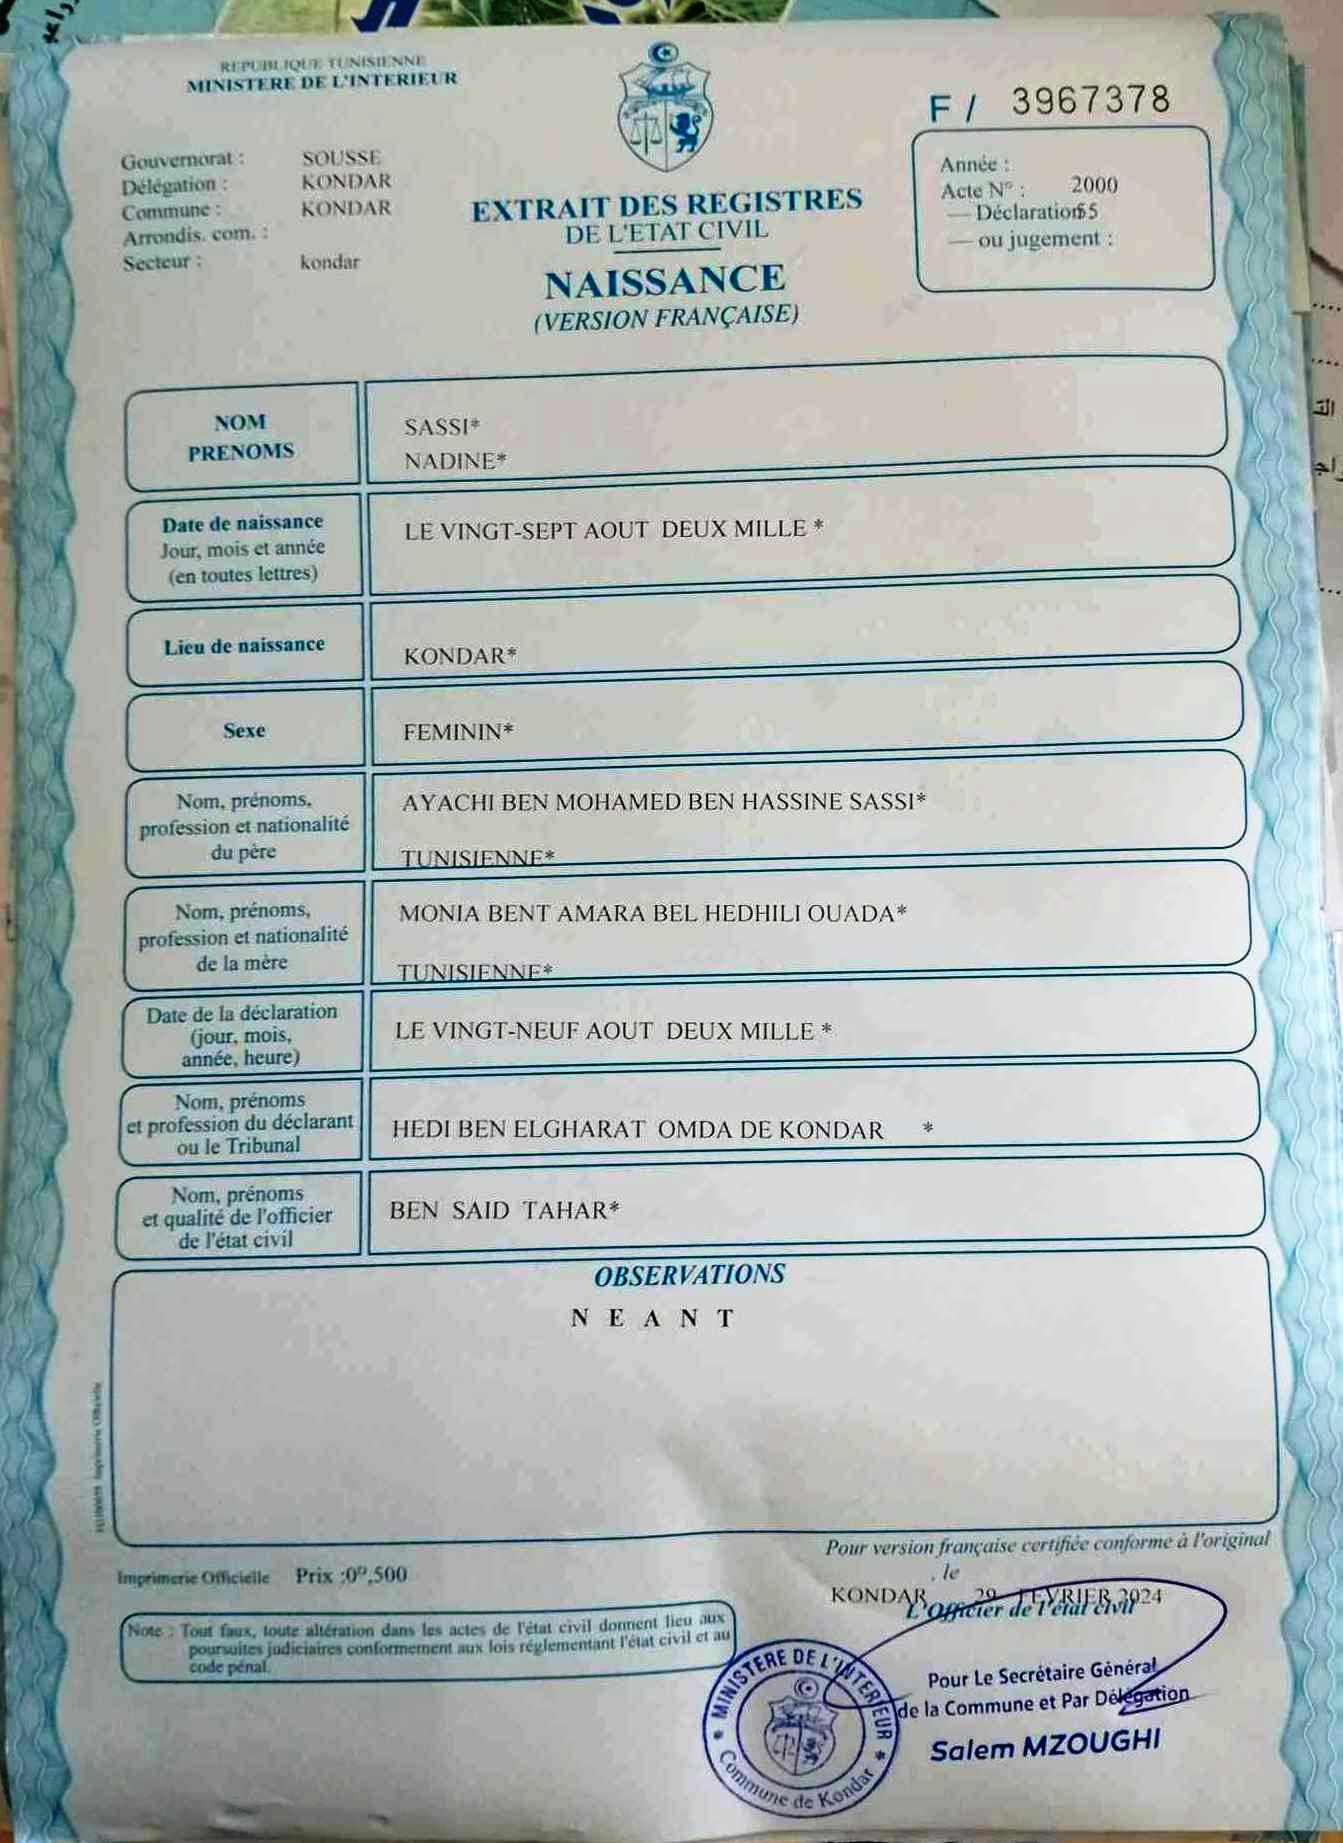 REPUBLIQUE TUNISIENNE
MINISTERE DE L'INTERIEUR
F / 3967378
Gouvernorat : SOUSSE
Délégation : KONDAR
Commune : KONDAR
Arrondis. com. :
Secteur : kondar
EXTRAIT DES REGISTRES
DE L'ETAT CIVIL
NAISSANCE
(VERSION FRANÇAISE)
Année :
Acte N° : 2000
— Déclaration 55
— ou jugement :
NOM
PRENOMS
SASSI*
NADINE*
Date de naissance
Jour, mois et année
(en toutes lettres)
LE VINGT-SEPT AOUT DEUX MILLE *
Lieu de naissance
KONDAR*
Sexe
FEMININ*
Nom, prénoms,
profession et nationalité
du père
AYACHI BEN MOHAMED BEN HASSINE SASSI*
TUNISIENNE*
Nom, prénoms,
profession et nationalité
de la mère
MONIA BENT AMARA BEL HEDHILI OUADA*
TUNISIENNE*
Date de la déclaration
(jour, mois,
année, heure)
LE VINGT-NEUF AOUT DEUX MILLE *
Nom, prénoms
et profession du déclarant
ou le Tribunal
HEDI BEN ELGHARAT OMDA DE KONDAR *
Nom, prénoms
et qualité de l'officier
de l'état civil
BEN SAID TAHAR*
OBSERVATIONS
N E A N T
Imprimerie Officielle
Pour version française certifiée conforme à l'original
, le
KONDAR 29 FEVRIER 2024
L'Officier de l'état civil
Imprimerie Officielle Prix :0ᴰ,500
Note : Tout faux, toute altération dans les actes de l'état civil donnent lieu aux
poursuites judiciaires conformement aux lois réglementant l'état civil et au
code pénal.
* MINISTERE DE L'INTERIEUR *
Commune de Kondar
Pour Le Secrétaire Général
de la Commune et Par Délégation
Salem MZOUGHI